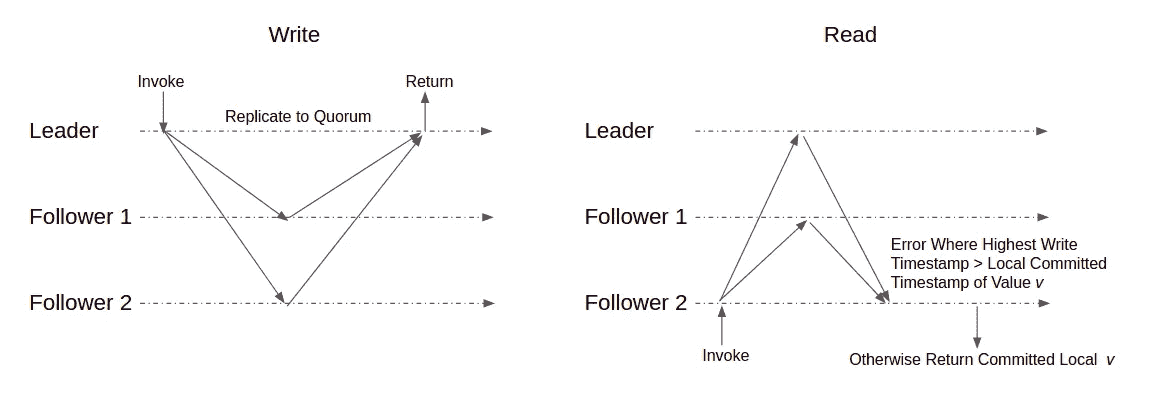 Write
Invoke
Return
Replicate to Quorum
Leader
Follower 1
Follower 2
Read
Leader
Follower 1
Error Where Highest Write
Timestamp > Local Committed
Timestamp of Value v
Follower 2
Invoke
Otherwise Return Committed Local v